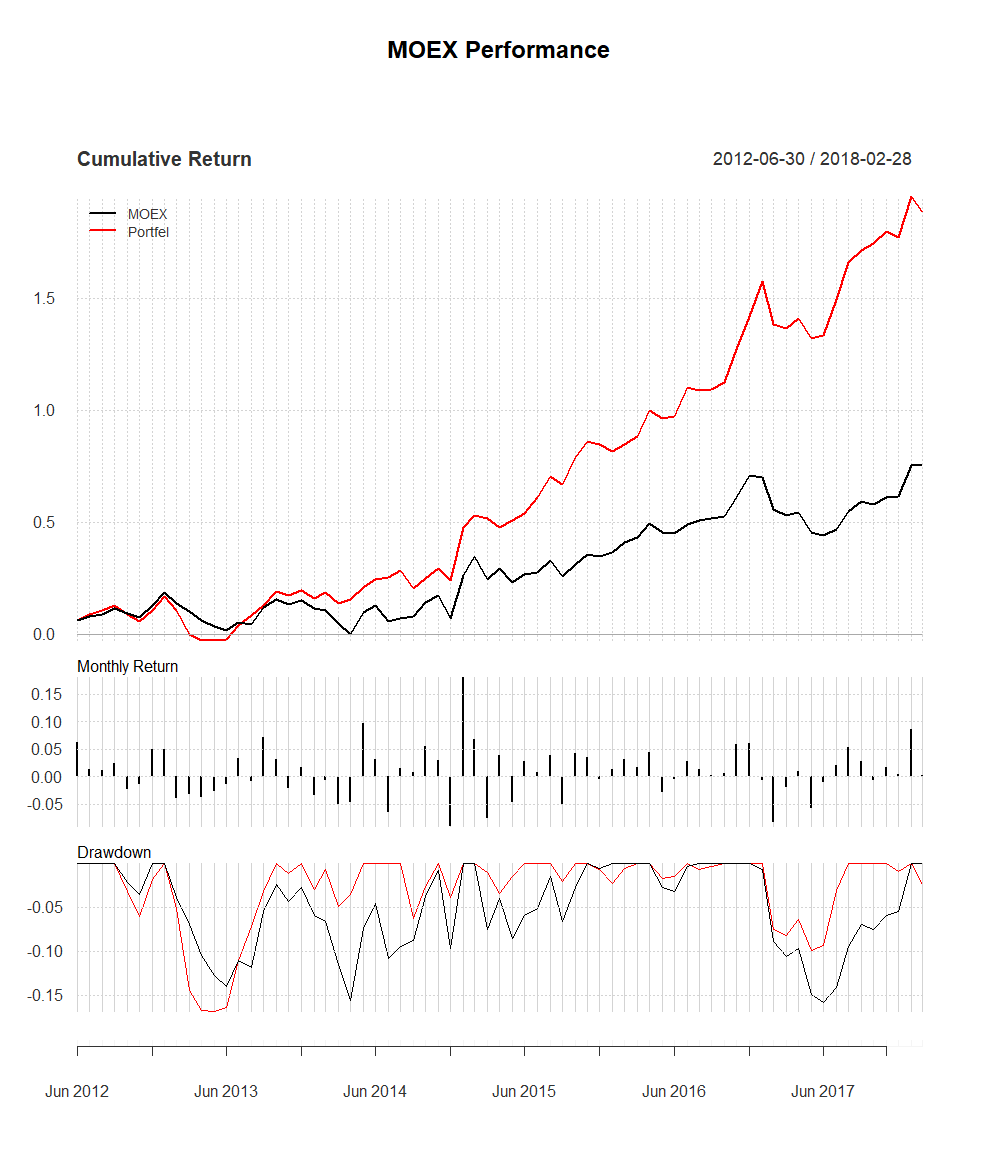 MOEX Performance
Cumulative Return 2012-06-30 / 2018-02-28
MOEX
Portfel
1.5
1.0
0.5
0.0
Monthly Return
0.15
0.10
0.05
0.00
-0.05
Drawdown
-0.05
-0.10
-0.15
Jun 2012 Jun 2013 Jun 2014 Jun 2015 Jun 2016 Jun 2017